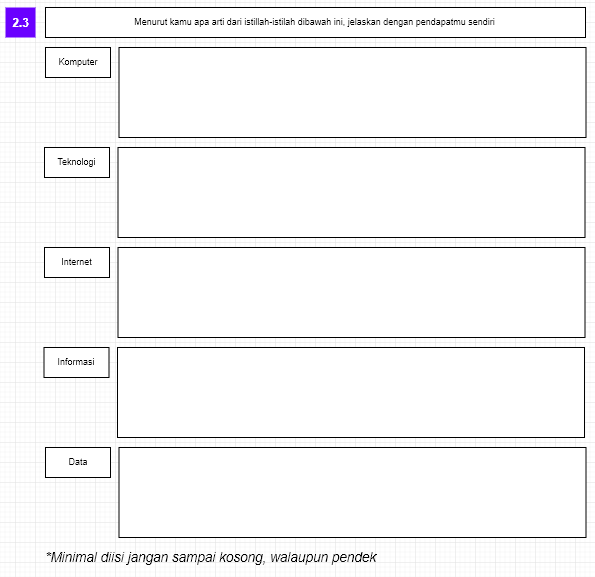 2.3
Menurut kamu apa arti dari istillah-istilah dibawah ini, jelaskan dengan pendapatmu sendiri
Komputer
Teknologi
Internet
Informasi
Data
*Minimal diisi jangan sampai kosong, walaupun pendek